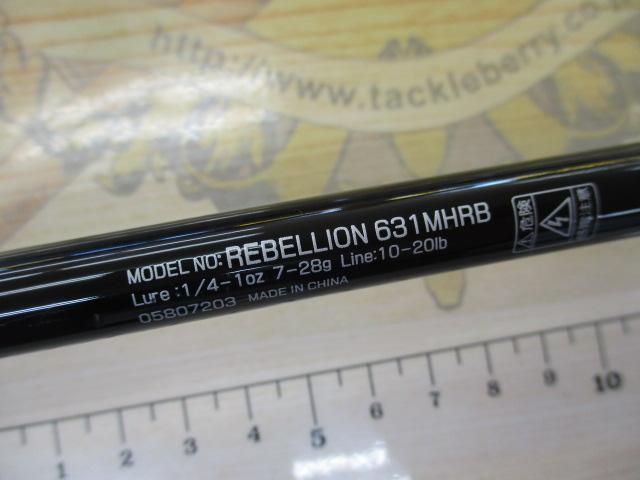 http://www.tackleberry.co.
MODEL NO: REBELLION 631MHRB
Lure :1/4-1oz 7-28g Line:10-20lb
05807203 MADE IN CHINA
危険
1 2 3 4 5 6 7 8 9 10